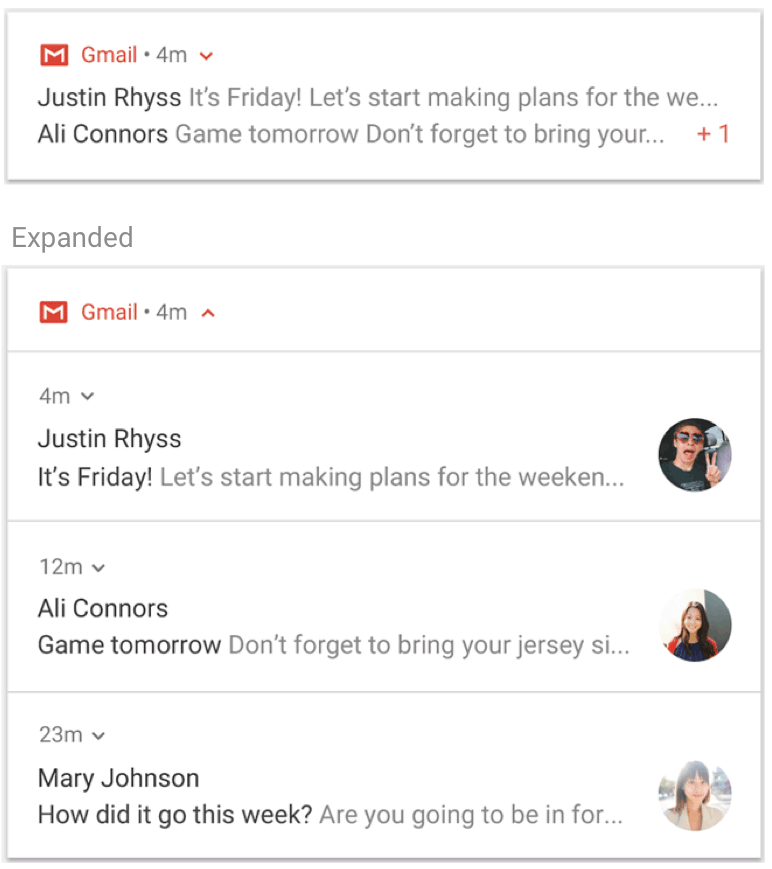 Gmail • 4m
Justin Rhyss It’s Friday! Let’s start making plans for the we...
Ali Connors Game tomorrow Don’t forget to bring your... + 1
Expanded
Gmail • 4m
4m
Justin Rhyss
It’s Friday! Let’s start making plans for the weeken...
12m
Ali Connors
Game tomorrow Don’t forget to bring your jersey si...
23m
Mary Johnson
How did it go this week? Are you going to be in for...